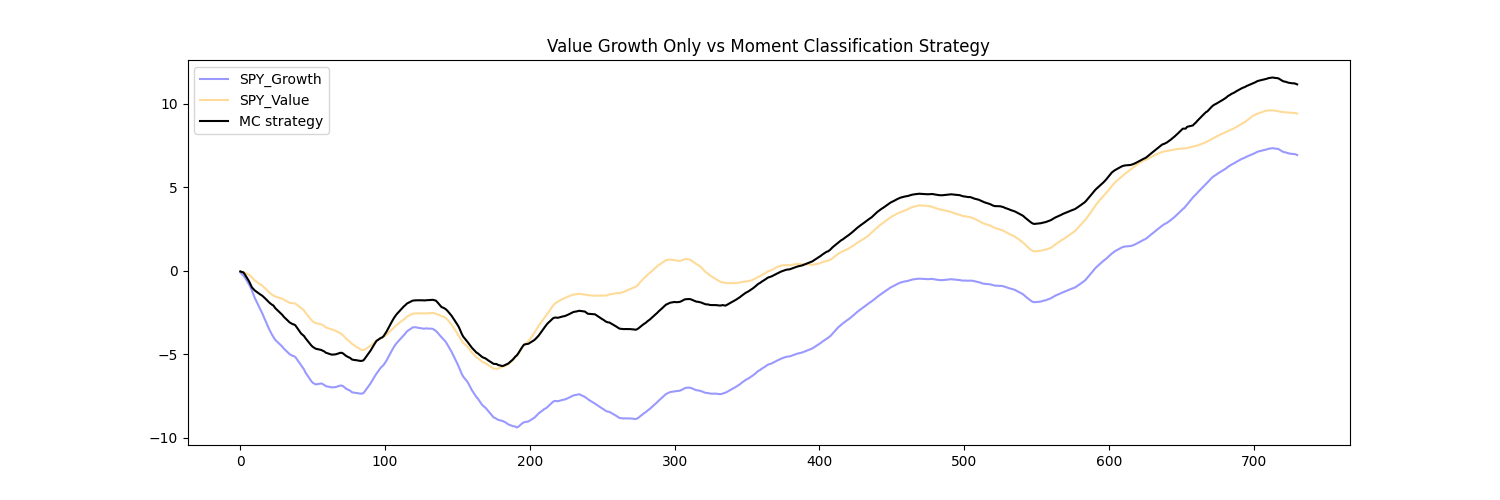 Value Growth Only vs Moment Classification Strategy
SPY_Growth
SPY_Value
MC strategy
10
5
0
−5
−10
0 100 200 300 400 500 600 700